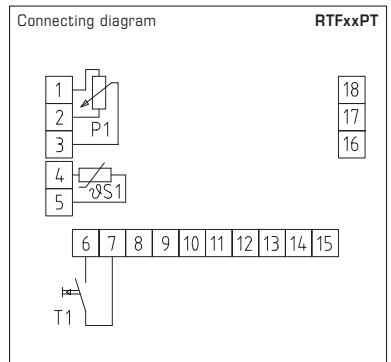 Connecting diagram RTFxxPT
1 18
2 P1 17
3 16
4 ϑS1
5
6 7 8 9 10 11 12 13 14 15
T1